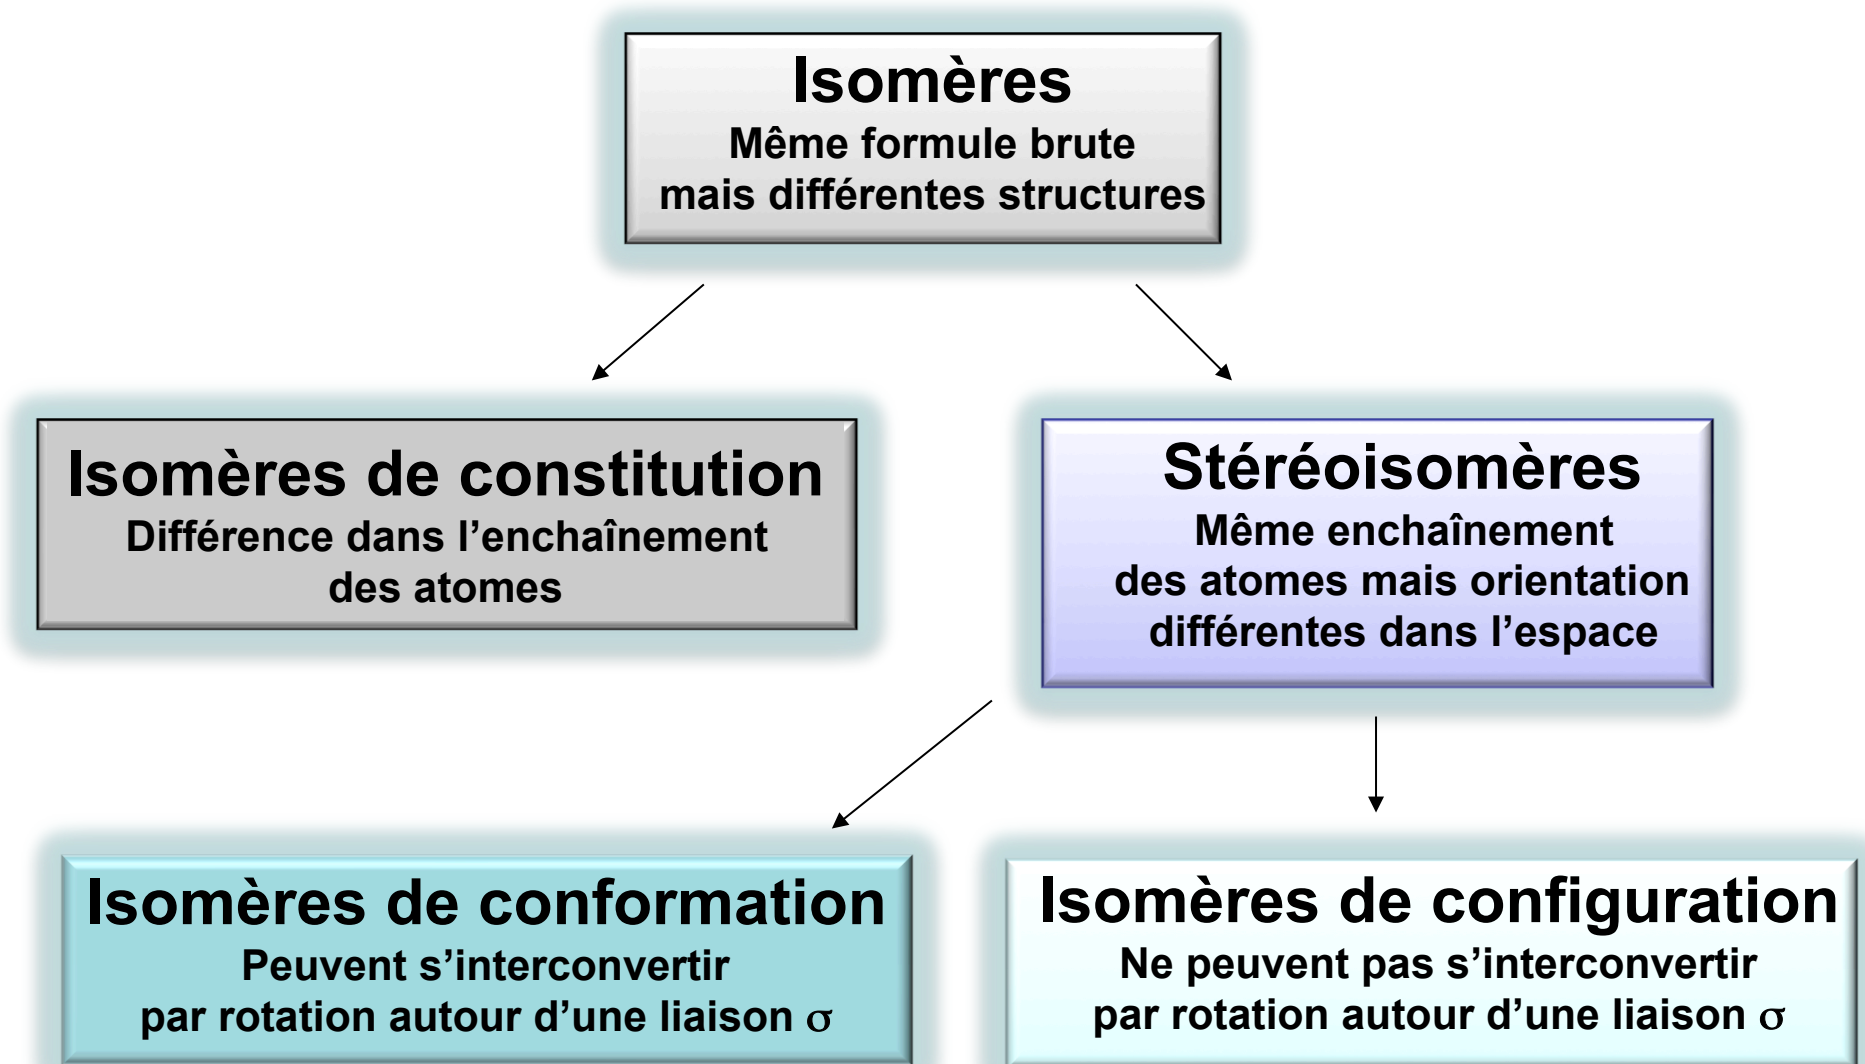 Isomères
Même formule brute
mais différentes structures
Isomères de constitution
Différence dans l’enchaînement
des atomes
Stéréoisomères
Même enchaînement
des atomes mais orientation
différentes dans l’espace
Isomères de conformation
Peuvent s’interconvertir
par rotation autour d’une liaison σ
Isomères de configuration
Ne peuvent pas s’interconvertir
par rotation autour d’une liaison σ